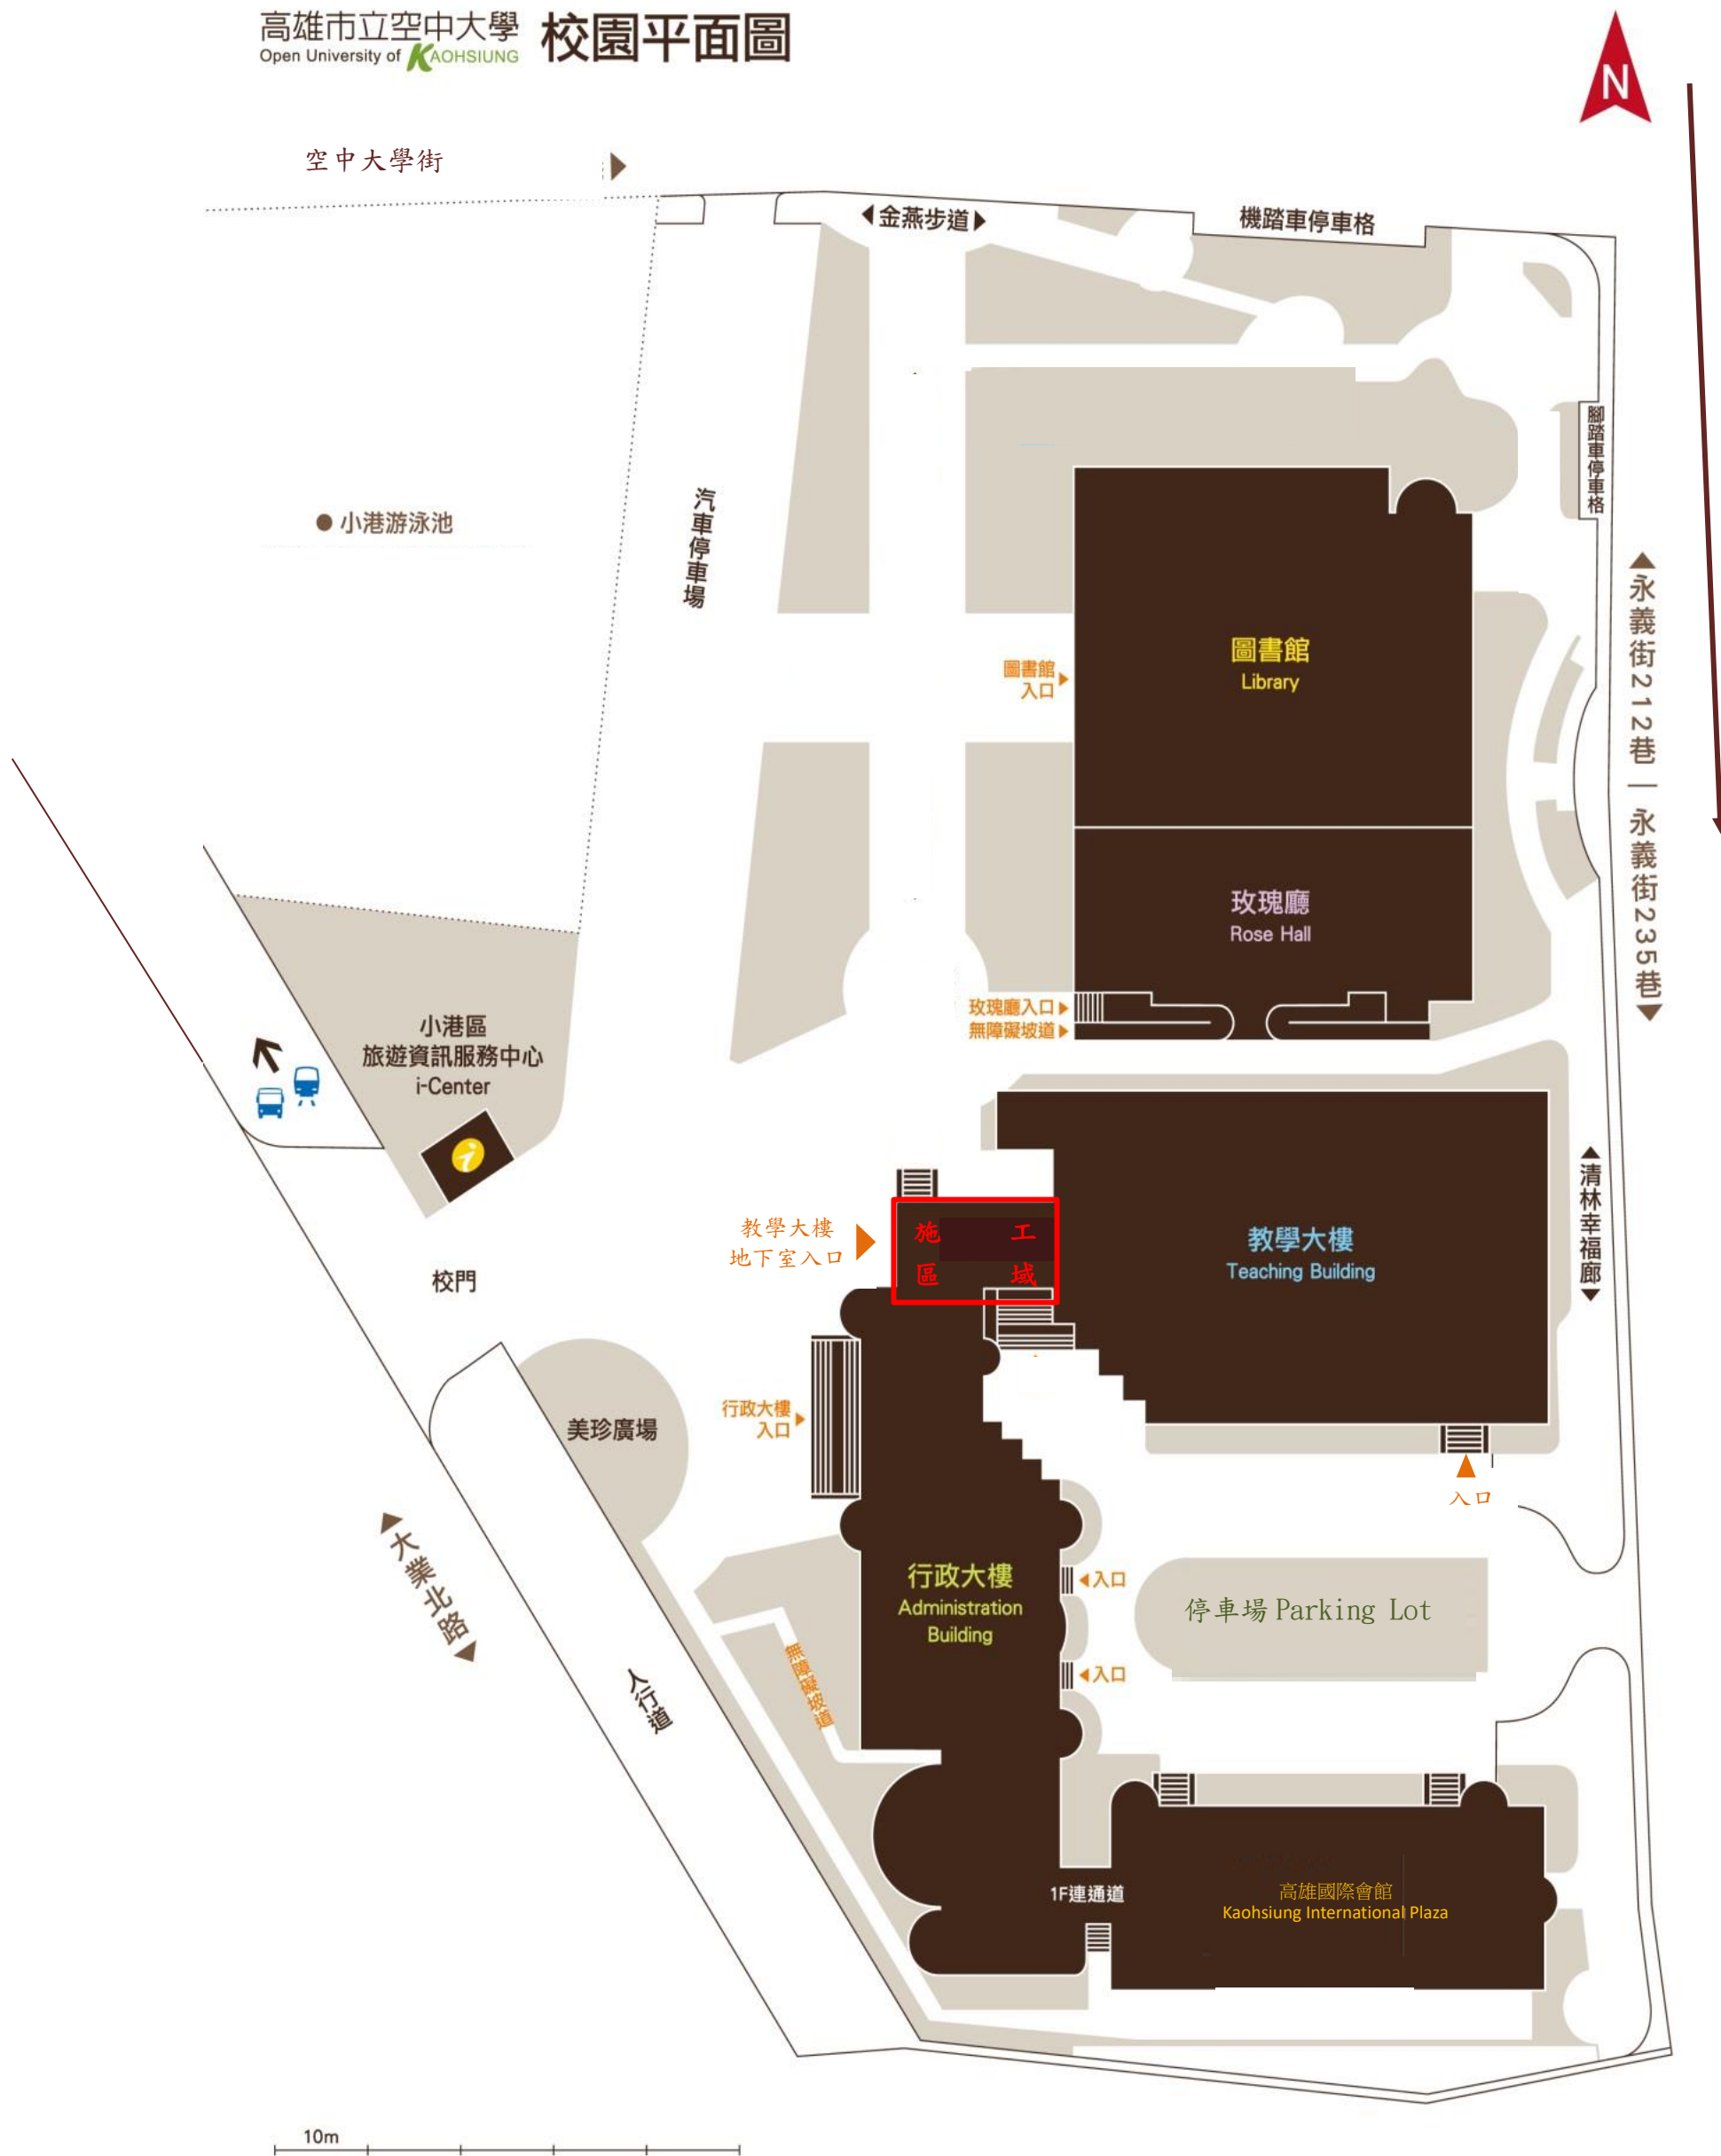 高雄市立空中大學 校園平面圖
Open University of KAOHSIUNG
N
空中大學街
金燕步道
機踏車停車格
腳踏車停車格
汽車停車場
小港游泳池
永義街212巷 | 永義街235巷
圖書館
Library
圖書館
入口
玫瑰廳
Rose Hall
玫瑰廳入口
無障礙坡道
小港區
旅遊資訊服務中心
i-Center
i
教學大樓
地下室入口
施 工
區 域
教學大樓
Teaching Building
清林幸福廊
校門
行政大樓
入口
美珍廣場
入口
大業北路
行政大樓
Administration
Building
入口
停車場 Parking Lot
入口
無障礙坡道
人行道
1F連通道
高雄國際會館
Kaohsiung International Plaza
10m